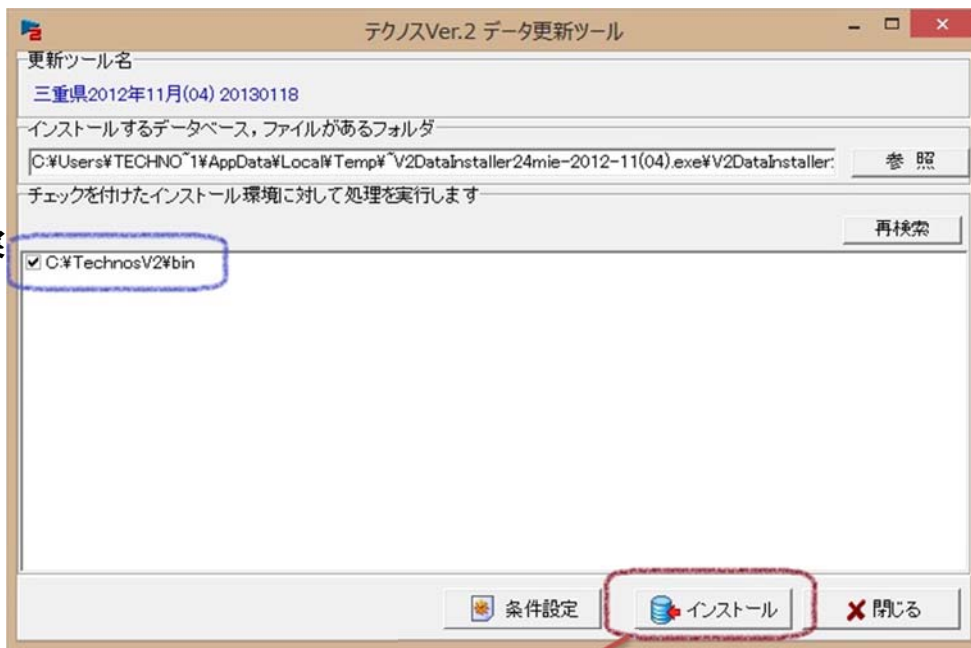 テクノスVer.2 データ更新ツール
更新ツール名
三重県2012年11月(04) 20130118
インストールするデータベース，ファイルがあるフォルダ
C:¥Users¥TECHNO~1¥AppData¥Local¥Temp¥~V2DataInstaller24mie-2012-11(04).exe¥V2DataInstaller:
参 照
チェックを付けたインストール環境に対して処理を実行します
再検索
C:¥TechnosV2¥bin
条件設定
インストール
閉じる